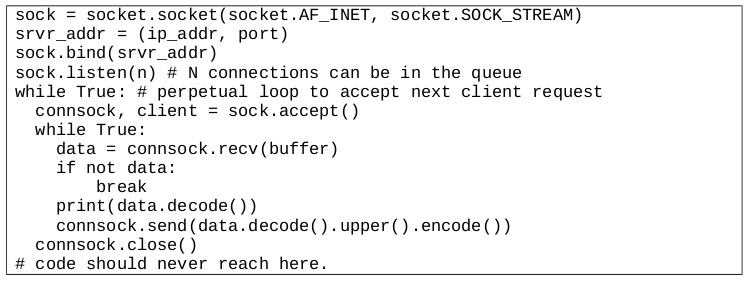 sock = socket.socket(socket.AF_INET, socket.SOCK_STREAM)
srvr_addr = (ip_addr, port)
sock.bind(srvr_addr)
sock.listen(n) # N connections can be in the queue
while True: # perpetual loop to accept next client request
  connsock, client = sock.accept()
  while True:
    data = connsock.recv(buffer)
    if not data:
        break
    print(data.decode())
    connsock.send(data.decode().upper().encode())
  connsock.close()
# code should never reach here.